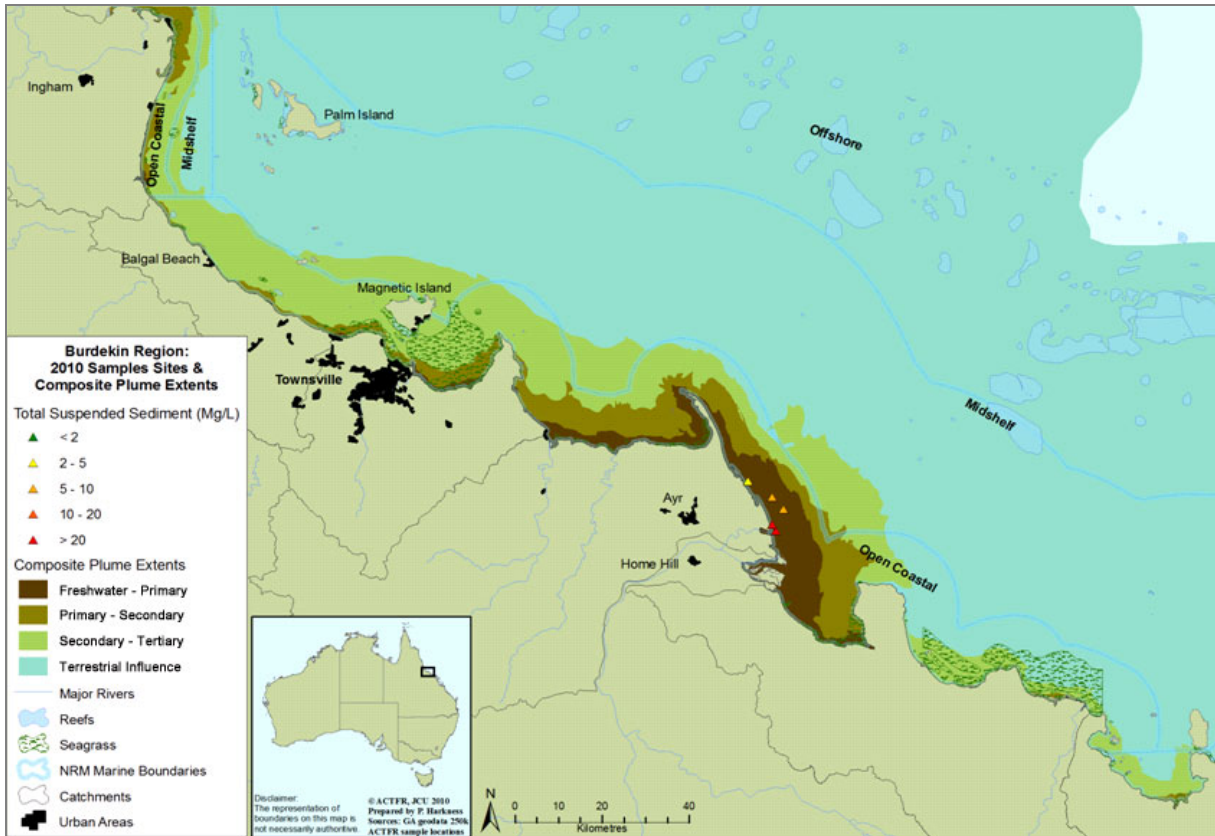 Ingham
Open Coastal
Midshelf
Palm Island
Offshore
Balgal Beach
Magnetic Island
Townsville
Midshelf
Ayr
Home Hill
Open Coastal
Burdekin Region:
2010 Samples Sites &
Composite Plume Extents
Total Suspended Sediment (Mg/L)
< 2
2 - 5
5 - 10
10 - 20
> 20
Composite Plume Extents
Freshwater - Primary
Primary - Secondary
Secondary - Tertiary
Terrestrial Influence
Major Rivers
Reefs
Seagrass
NRM Marine Boundaries
Catchments
Urban Areas
Disclaimer:
The representation of
boundaries on this map is
not necessarily authoritive.
© ACTFR, JCU 2010
Prepared by P. Harkness
Sources: GA geodata 250k
ACTFR sample locations
N
0 10 20 40
Kilometres